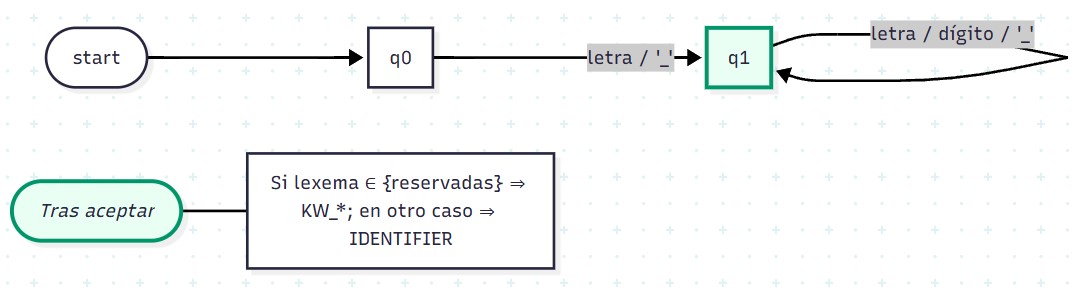 start
q0
letra / '_'
q1
letra / dígito / '_'
Tras aceptar
Si lexema ∈ {reservadas} ⇒
KW_*; en otro caso ⇒
IDENTIFIER